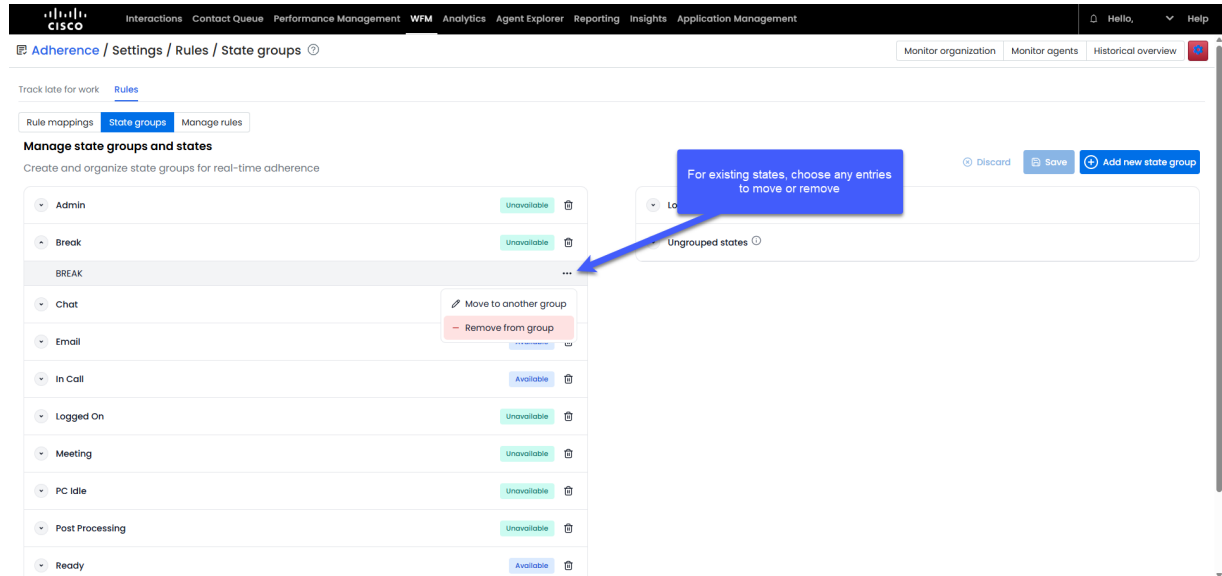 CISCO
Interactions Contact Queue Performance Management WFM Analytics Agent Explorer Reporting Insights Application Management Hello, Help
Adherence / Settings / Rules / State groups
Monitor organization Monitor agents Historical overview
Track late for work Rules
Rule mappings State groups Manage rules
Manage state groups and states
Create and organize state groups for real-time adherence
Discard Save Add new state group
For existing states, choose any entries
to move or remove
Admin Unavailable
Lo
Break Unavailable
Ungrouped states
BREAK
Chat
Move to another group
Remove from group
Email Available
In Call Available
Logged On Unavailable
Meeting Unavailable
PC Idle Unavailable
Post Processing Unavailable
Ready Available